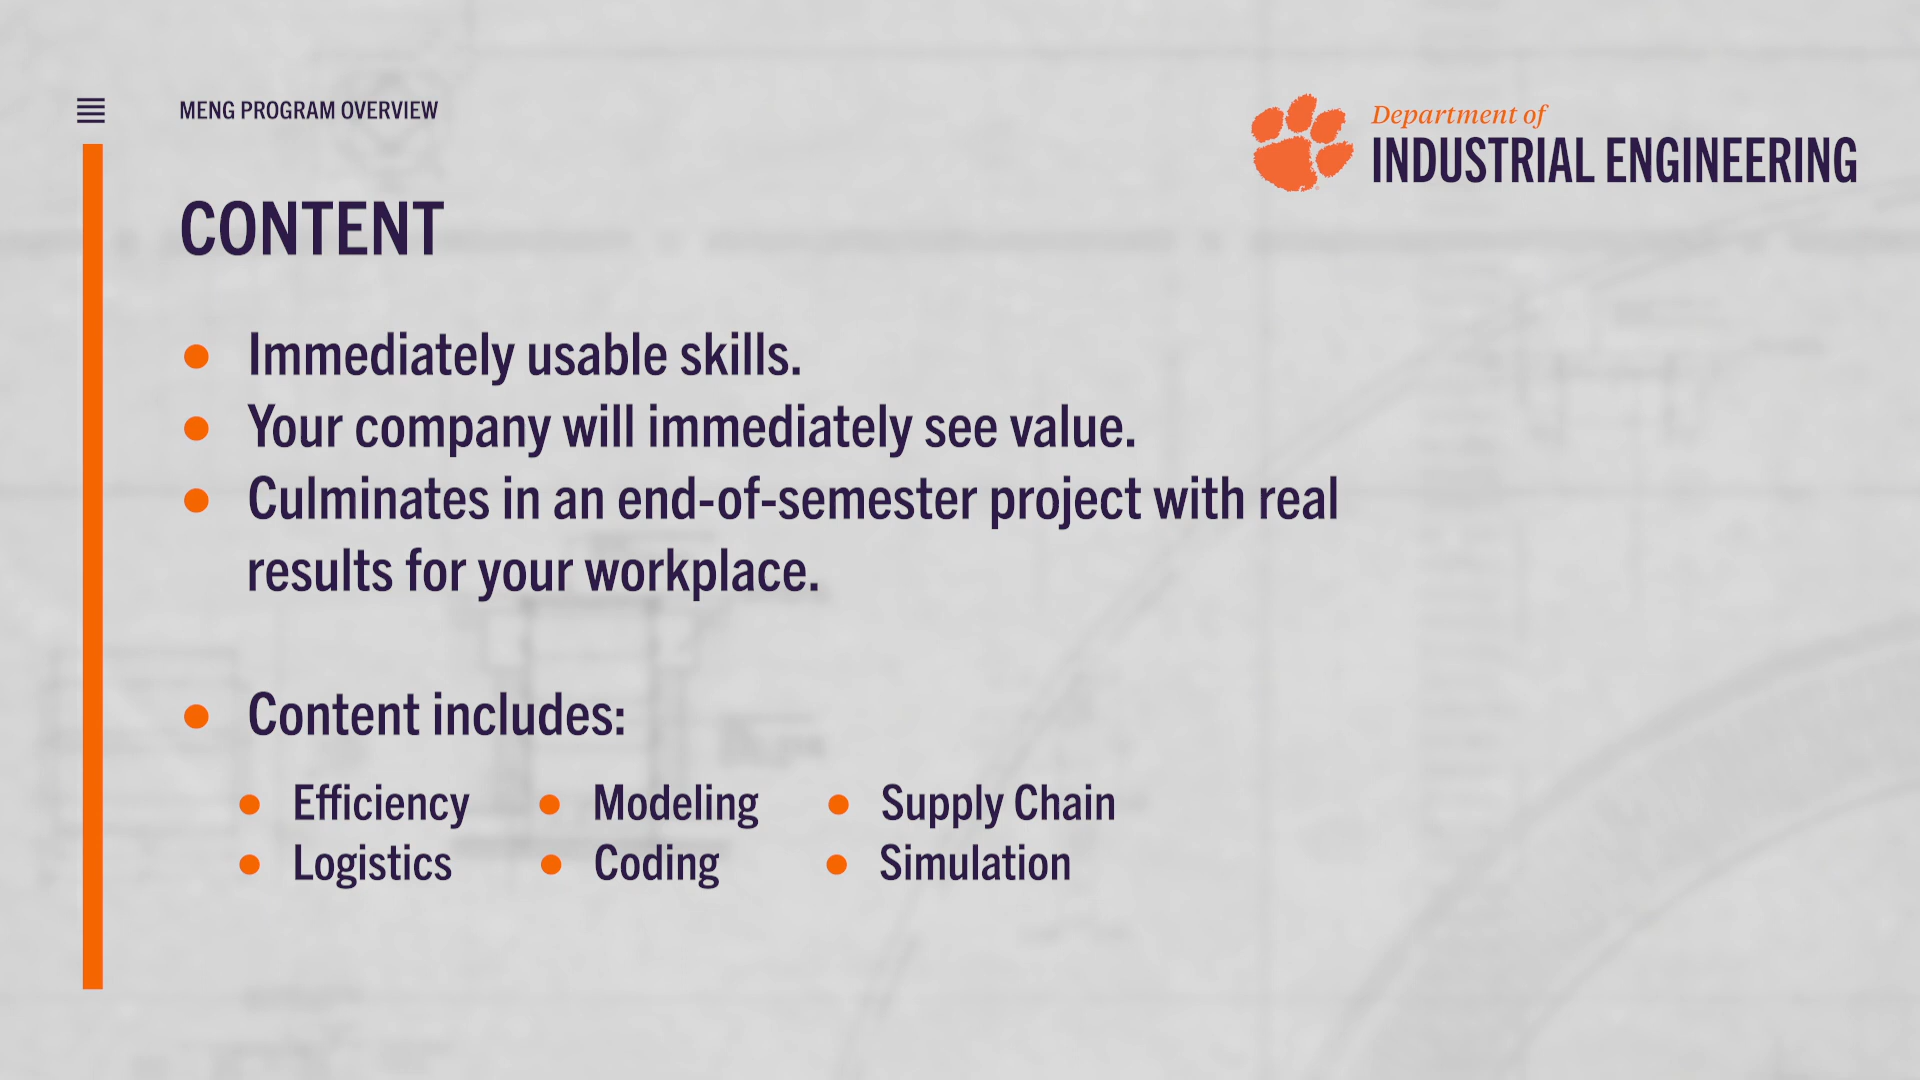 MENG PROGRAM OVERVIEW
Department of
INDUSTRIAL ENGINEERING
CONTENT
Immediately usable skills.
Your company will immediately see value.
Culminates in an end-of-semester project with real
results for your workplace.
Content includes:
Efficiency
Logistics
Modeling
Coding
Supply Chain
Simulation